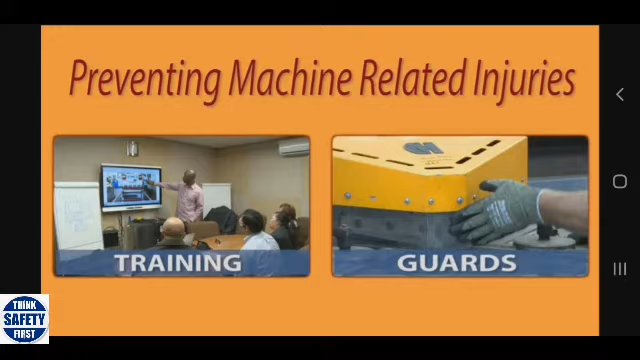 Preventing Machine Related Injuries
TRAINING
GUARDS
THINK
SAFETY
FIRST